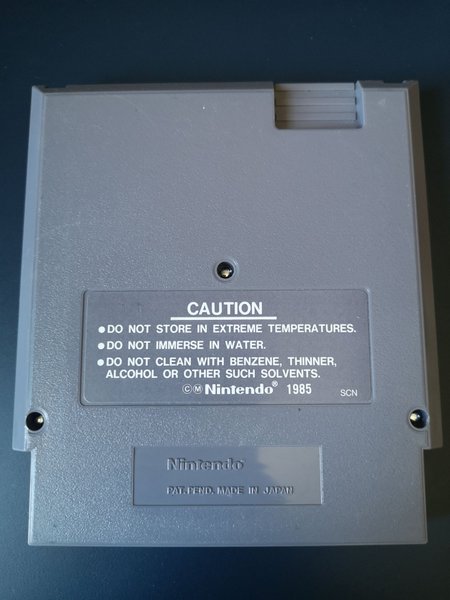 CAUTION
●DO NOT STORE IN EXTREME TEMPERATURES.
●DO NOT IMMERSE IN WATER.
●DO NOT CLEAN WITH BENZENE, THINNER,
ALCOHOL OR OTHER SUCH SOLVENTS.
©Ⓜ Nintendo® 1985 SCN
Nintendo®
PAT. PEND. MADE IN JAPAN